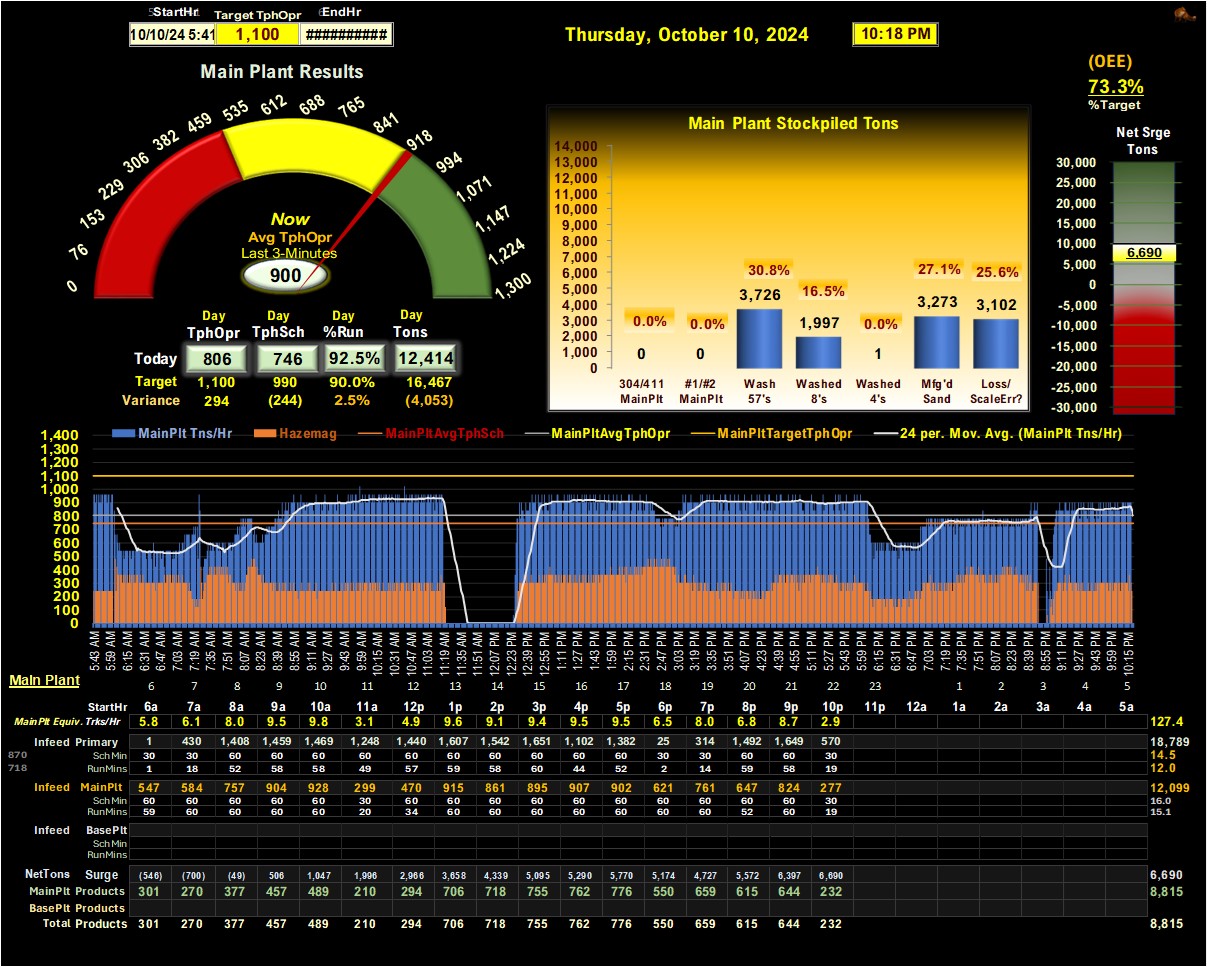 StartHr Target TphOpr EndHr
10/10/24 5:41 1,100 ##########
Thursday, October 10, 2024 10:18 PM
(OEE)
73.3%
%Target
Main Plant Results
0 76 153 229 306 382 459 535 612 688 765 841 918 994 1,071 1,147 1,224 1,300
Now
Avg TphOpr
Last 3-Minutes
900
Day Day Day Day
TphOpr TphSch %Run Tons
Today 806 746 92.5% 12,414
Target 1,100 990 90.0% 16,467
Variance 294 (244) 2.5% (4,053)
Main Plant Stockpiled Tons
14,000
13,000
12,000
11,000
10,000
9,000
8,000
7,000
6,000
5,000
4,000
3,000
2,000
1,000
0
0.0% 0.0% 30.8% 16.5% 0.0% 27.1% 25.6%
0 0 3,726 1,997 1 3,273 3,102
304/411 #1/#2 Wash Washed Washed Mfg'd Loss/
MainPlt MainPlt 57's 8's 4's Sand ScaleErr?
Net Srge
Tons
30,000
25,000
20,000
15,000
10,000
5,000
0
-5,000
-10,000
-15,000
-20,000
-25,000
-30,000
6,690
MainPlt Tns/Hr Hazemag MainPltAvgTphSch MainPltAvgTphOpr MainPltTargetTphOpr 24 per. Mov. Avg. (MainPlt Tns/Hr)
1,400
1,300
1,200
1,100
1,000
900
800
700
600
500
400
300
200
100
0
5:43 AM 5:59 AM 6:15 AM 6:31 AM 6:47 AM 7:03 AM 7:19 AM 7:35 AM 7:51 AM 8:07 AM 8:23 AM 8:39 AM 8:55 AM 9:11 AM 9:27 AM 9:43 AM 9:59 AM 10:15 AM 10:31 AM 10:47 AM 11:03 AM 11:19 AM 11:35 AM 11:51 AM 12:07 PM 12:23 PM 12:39 PM 12:55 PM 1:11 PM 1:27 PM 1:43 PM 1:59 PM 2:15 PM 2:31 PM 2:47 PM 3:03 PM 3:19 PM 3:35 PM 3:51 PM 4:07 PM 4:23 PM 4:39 PM 4:55 PM 5:11 PM 5:27 PM 5:43 PM 5:59 PM 6:15 PM 6:31 PM 6:47 PM 7:03 PM 7:19 PM 7:35 PM 7:51 PM 8:07 PM 8:23 PM 8:39 PM 8:55 PM 9:11 PM 9:27 PM 9:43 PM 9:59 PM 10:15 PM
Main Plant
6 7 8 9 10 11 12 13 14 15 16 17 18 19 20 21 22 23 1 2 3 4 5
StartHr 6a 7a 8a 9a 10a 11a 12p 1p 2p 3p 4p 5p 6p 7p 8p 9p 10p 11p 12a 1a 2a 3a 4a 5a
MainPlt Equiv. Trks/Hr 5.8 6.1 8.0 9.5 9.8 3.1 4.9 9.6 9.1 9.4 9.5 9.5 6.5 8.0 6.8 8.7 2.9 127.4
Infeed Primary 1 430 1,408 1,459 1,469 1,248 1,440 1,607 1,542 1,651 1,102 1,382 25 314 1,492 1,649 570 18,789
870 Sch Min 30 30 60 60 60 60 60 60 60 60 60 60 30 30 60 60 30 14.5
718 RunMins 1 18 52 58 58 49 57 59 58 60 44 52 2 14 59 58 19 12.0
Infeed MainPlt 547 584 757 904 928 299 470 915 861 895 907 902 621 761 647 824 277 12,099
Sch Min 60 60 60 60 60 30 60 60 60 60 60 60 60 60 60 60 30 16.0
RunMins 59 60 60 60 60 20 34 60 60 60 60 60 60 60 52 60 19 15.1
Infeed BasePlt
Sch Min
RunMins
NetTons Surge (546) (700) (49) 506 1,047 1,996 2,966 3,658 4,339 5,095 5,290 5,770 5,174 4,727 5,572 6,397 6,690 6,690
MainPlt Products 301 270 377 457 489 210 294 706 718 755 762 776 550 659 615 644 232 8,815
BasePlt Products
Total Products 301 270 377 457 489 210 294 706 718 755 762 776 550 659 615 644 232 8,815